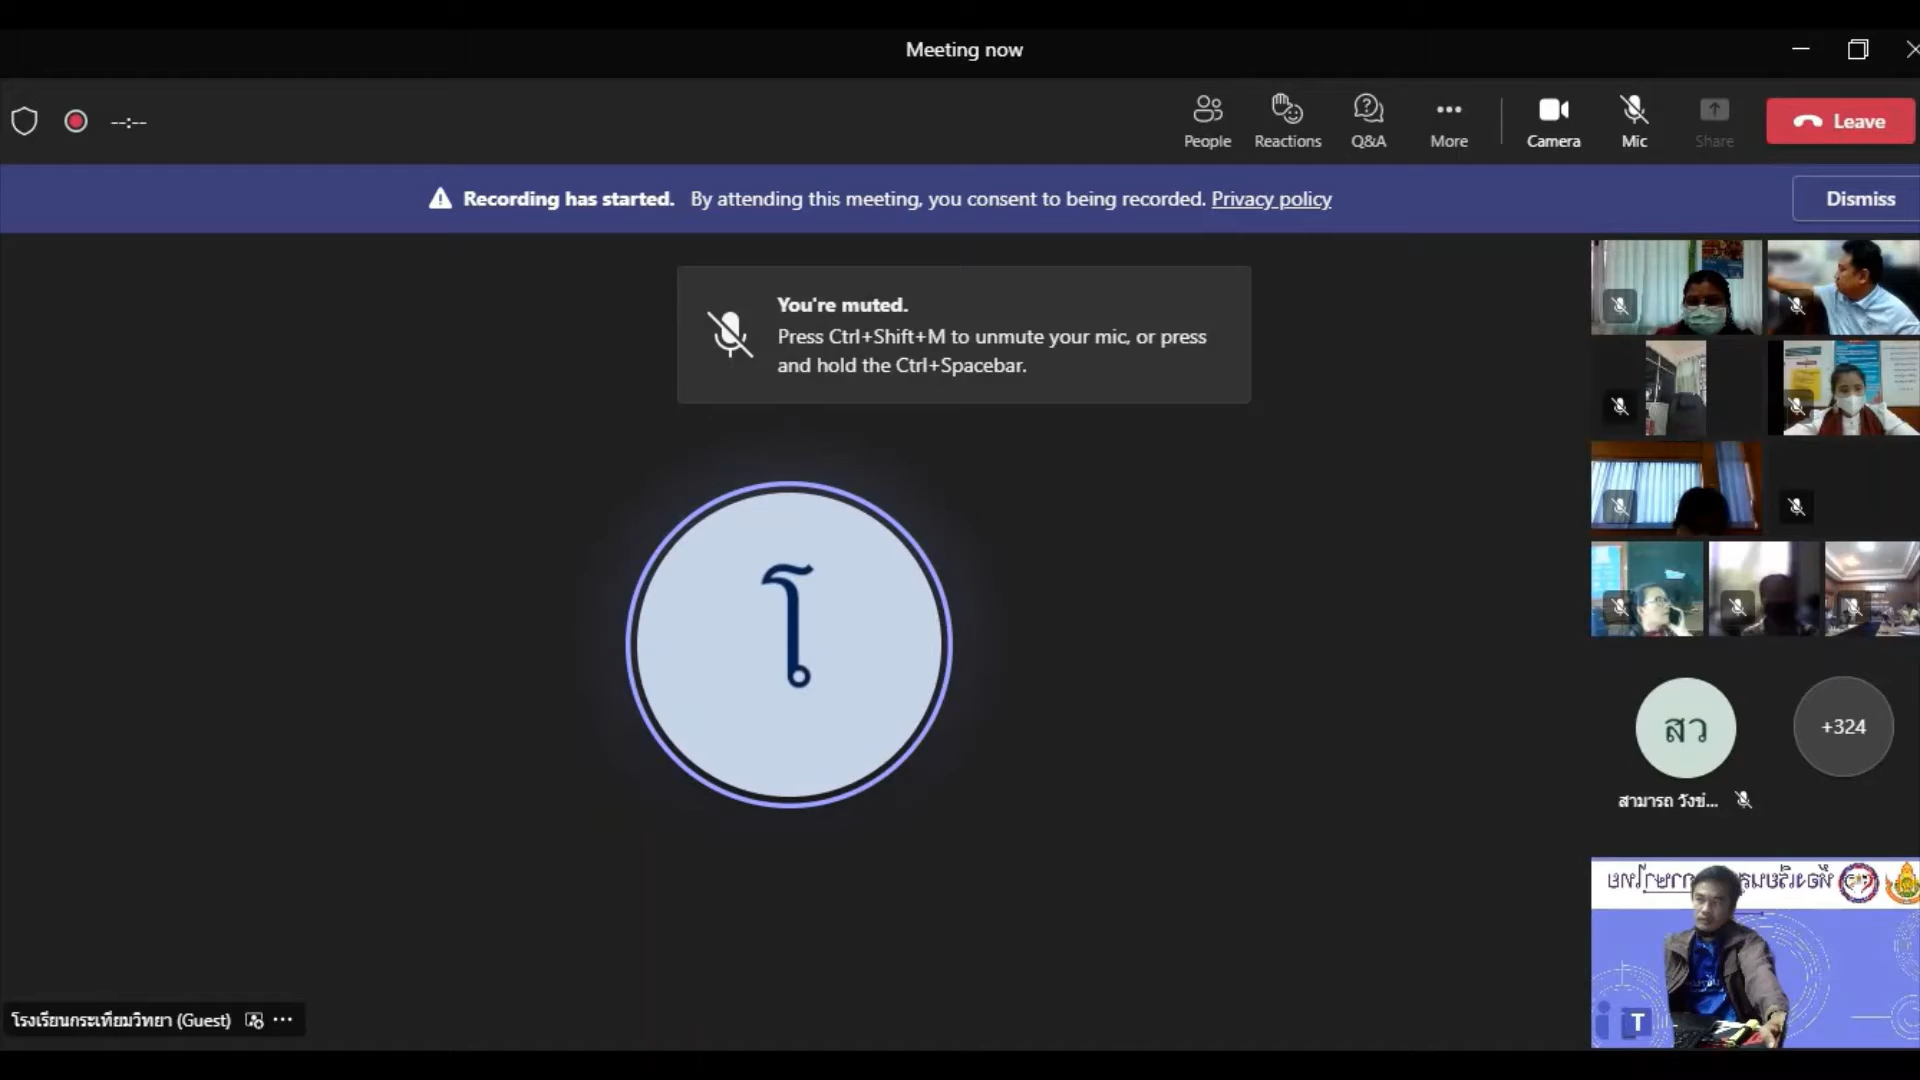 Meeting now
--:--
People
Reactions
Q&A
More
Camera
Mic
Share
Leave
Recording has started. By attending this meeting, you consent to being recorded. Privacy policy
Dismiss
You're muted.
Press Ctrl+Shift+M to unmute your mic, or press
and hold the Ctrl+Spacebar.
โ
สว
+324
สามารถ วังข่...
T
โรงเรียนกระเทียมวิทยา (Guest)